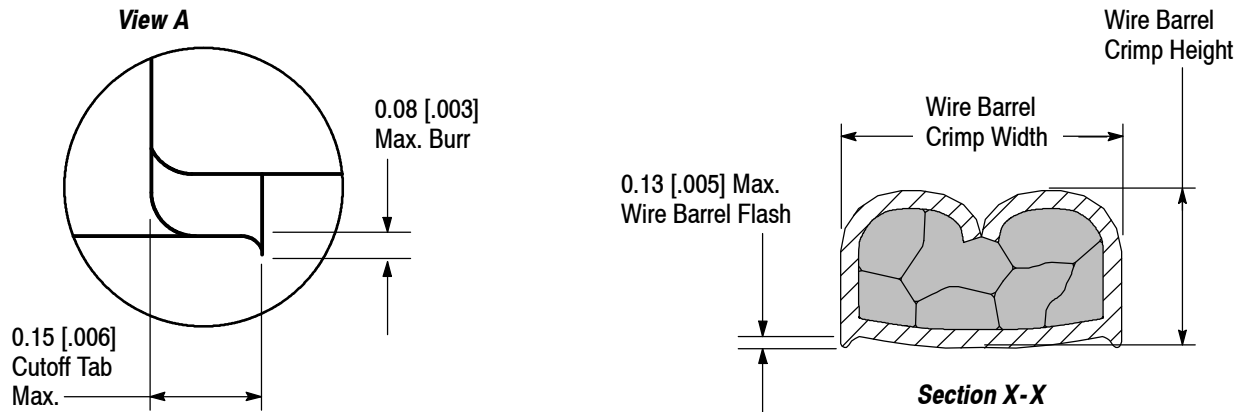 View A
0.08 [.003]
Max. Burr
0.15 [.006]
Cutoff Tab
Max.
Wire Barrel
Crimp Height
Wire Barrel
Crimp Width
0.13 [.005] Max.
Wire Barrel Flash
Section X-X